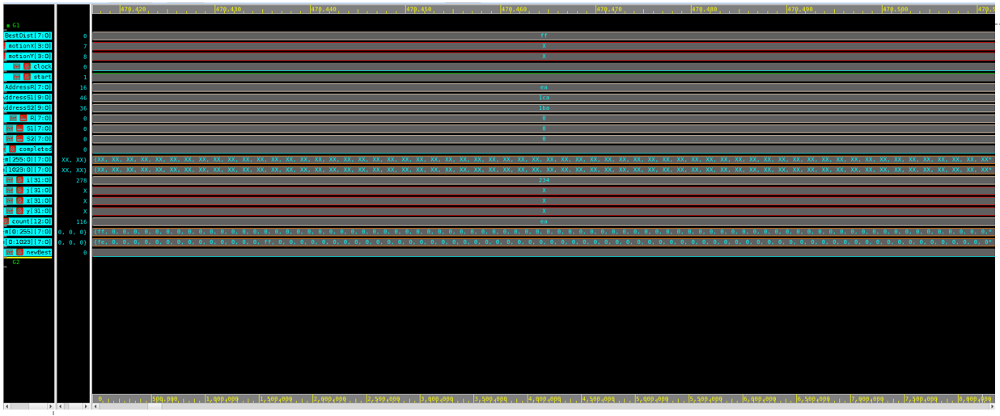 470,420 470,430 470,440 470,450 470,460 470,470 480,480 470,490 470,500 470,5
G1
BestDist[7:0] 0 ff
motionX[3:0] 7 X
motionY[3:0] 8 X
clock 0
start 1
AddressR[7:0] 16 ea
ddressS1[9:0] 46 1ca
ddressS2[9:0] 36 1ba
R[7:0] 0 0
S1[7:0] 0 0
S2[7:0] 0 0
completed 0
m[255:0][7:0] XX, XX} {XX, XX, XX, XX, XX, XX, XX, XX, XX, XX, XX, XX, XX, XX, XX, XX, XX, XX, XX, XX, XX, XX, XX, XX, XX, XX, XX, XX, XX, XX, XX, XX, XX, XX, XX, XX, XX, XX, XX, XX, XX, XX, XX, XX, XX, XX, XX, XX, XX, XX, XX, XX, XX, XX, XX, XX, XX, XX, XX, XX, XX, XX*
[1023:0][7:0] XX, XX} {XX, XX, XX, XX, XX, XX, XX, XX, XX, XX, XX, XX, XX, XX, XX, XX, XX, XX, XX, XX, XX, XX, XX, XX, XX, XX, XX, XX, XX, XX, XX, XX, XX, XX, XX, XX, XX, XX, XX, XX, XX, XX, XX, XX, XX, XX, XX, XX, XX, XX, XX, XX, XX, XX, XX, XX, XX, XX, XX, XX, XX, XX*
i[31:0] 278 234
j[31:0] X X
x[31:0] X X
y[31:0] X X
count[12:0] 116 ea
m[0:255][7:0] 0, 0, 0} {ff, 0, 0, 0, 0, 0, 0, 0, 0, 0, 0, 0, 0, 0, 0, 0, 0, 0, 0, 0, 0, 0, 0, 0, 0, 0, 0, 0, 0, 0, 0, 0, 0, 0, 0, 0, 0, 0, 0, 0, 0, 0, 0, 0, 0, 0, 0, 0, 0, 0, 0, 0, 0, 0, 0, 0, 0, 0, 0, 0, 0, 0, 0, 0, 0, 0, 0, 0, 0, 0, 0, 0, 0, 0, 0, 0, 0, 0, 0, 0, 0, 0, 0,*
[0:1023][7:0] 0, 0, 0} {fe, 0, 0, 0, 0, 0, 0, 0, 0, 0, 0, 0, 0, 0, 0, 0, ff, 0, 0, 0, 0, 0, 0, 0, 0, 0, 0, 0, 0, 0, 0, 0, 0, 0, 0, 0, 0, 0, 0, 0, 0, 0, 0, 0, 0, 0, 0, 0, 0, 0, 0, 0, 0, 0, 0, 0, 0, 0, 0, 0, 0, 0, 0, 0, 0, 0, 0, 0, 0, 0, 0, 0, 0, 0, 0, 0, 0, 0, 0, 0, 0, 0, 0*
newBest 0
G2
0 500,000 1,000,000 1,500,000 2,000,000 2,500,000 3,000,000 3,500,000 4,000,000 4,500,000 5,000,000 5,500,000 6,000,000 6,500,000 7,000,000 7,500,000 8,000,000